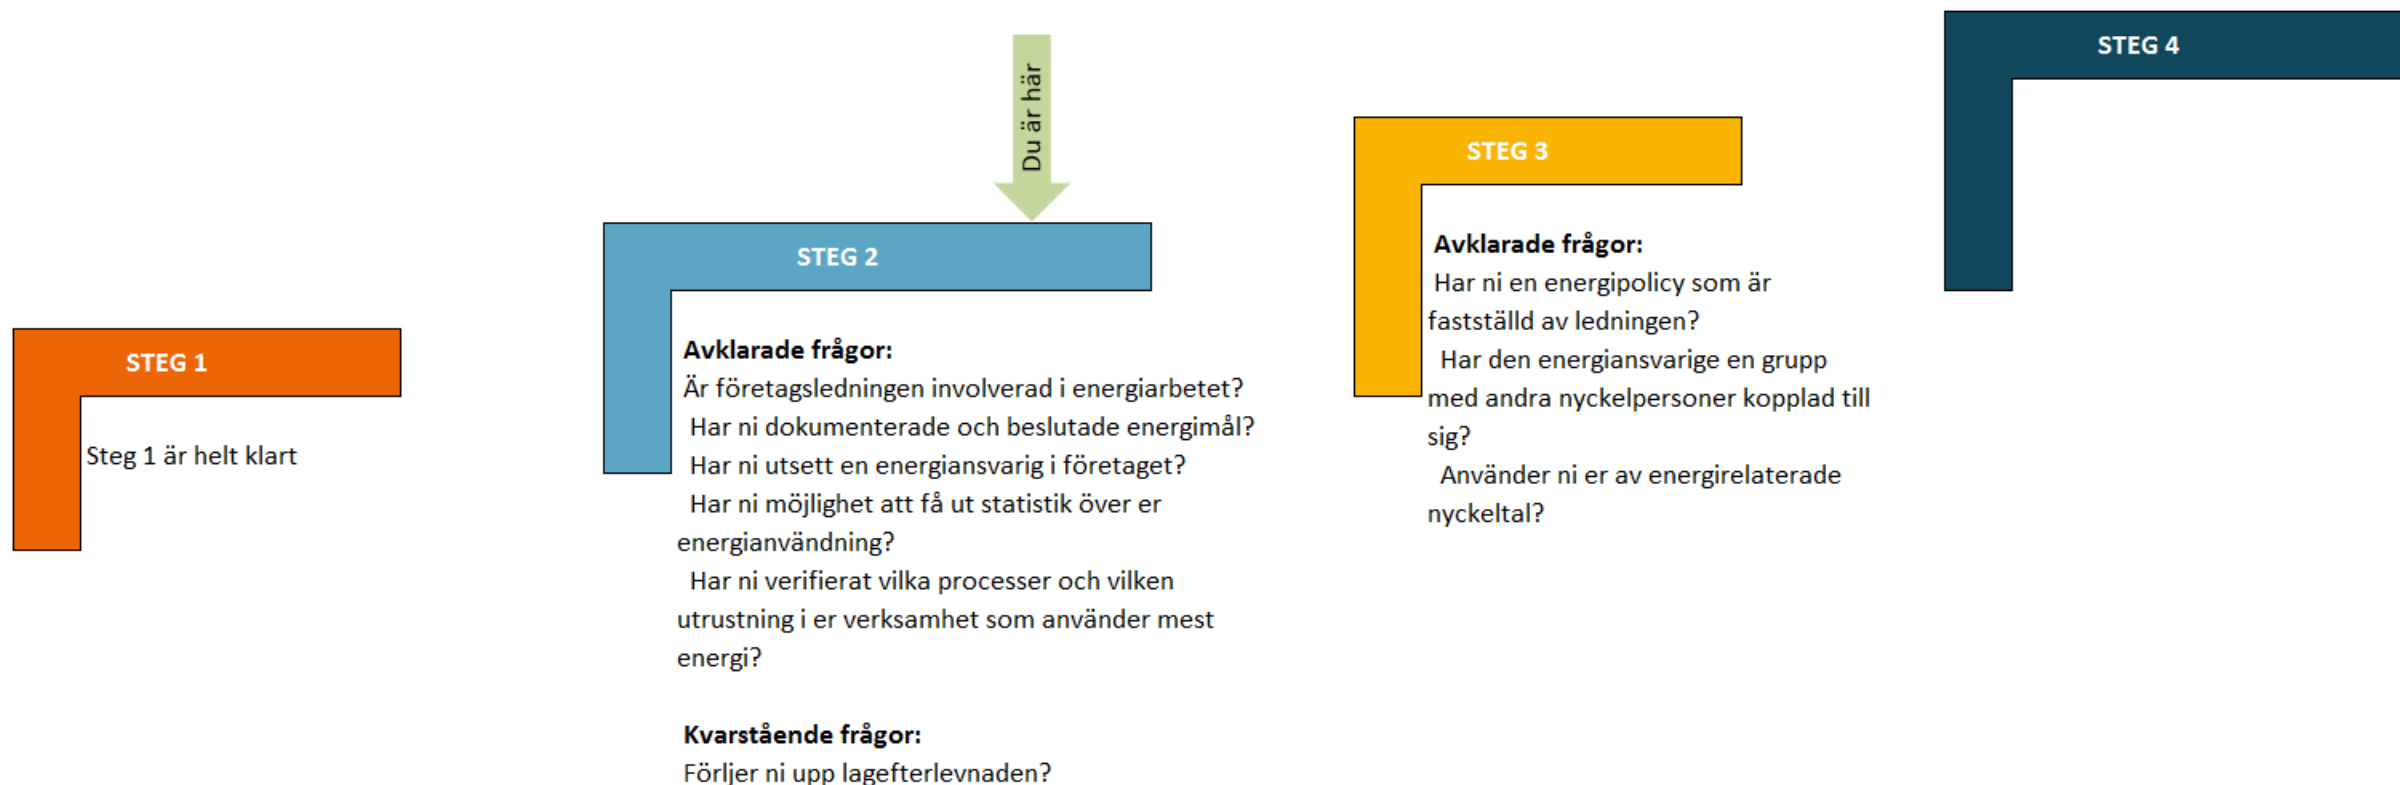 STEG 1
Steg 1 är helt klart
Du är här
STEG 2
Avklarade frågor:
Är företagsledningen involverad i energiarbetet?
Har ni dokumenterade och beslutade energimål?
Har ni utsett en energiansvarig i företaget?
Har ni möjlighet att få ut statistik över er
energianvändning?
Har ni verifierat vilka processer och vilken
utrustning i er verksamhet som använder mest
energi?
Kvarstående frågor:
Förljer ni upp lagefterlevnaden?
STEG 3
Avklarade frågor:
Har ni en energipolicy som är
fastställd av ledningen?
Har den energiansvarige en grupp
med andra nyckelpersoner kopplad till
sig?
Använder ni er av energirelaterade
nyckeltal?
STEG 4